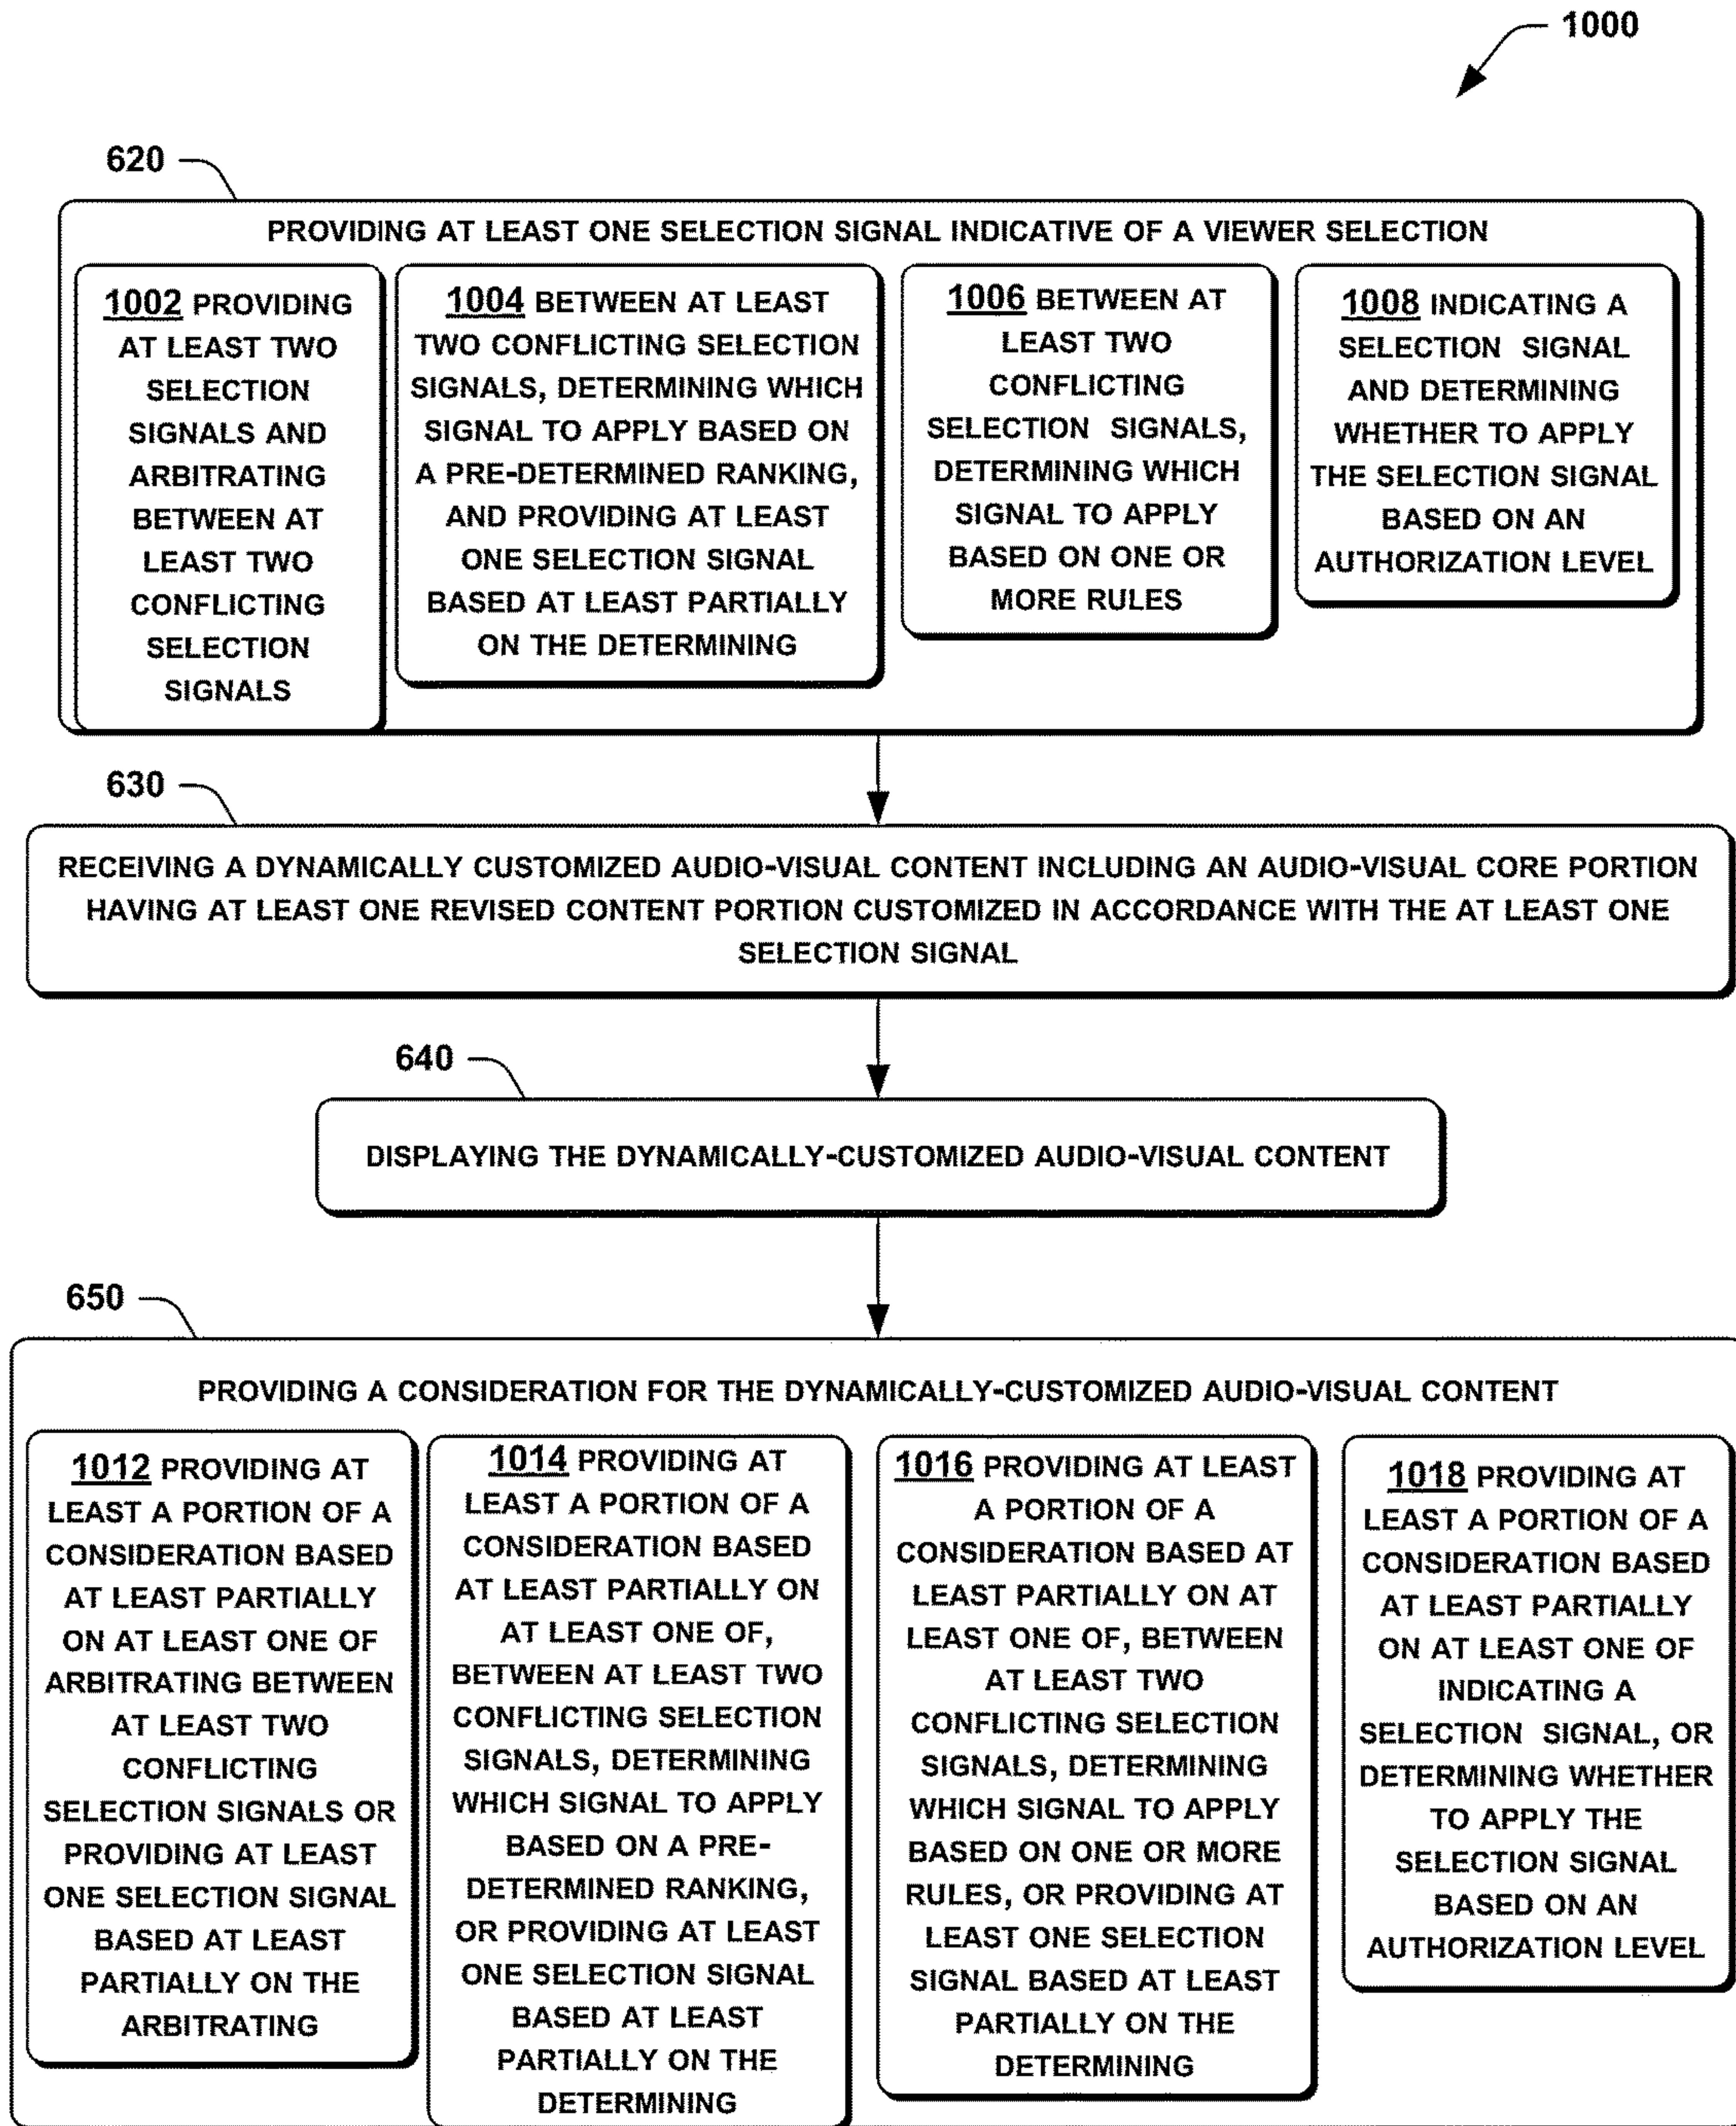 1000
620
PROVIDING AT LEAST ONE SELECTION SIGNAL INDICATIVE OF A VIEWER SELECTION
1002 PROVIDING
AT LEAST TWO
SELECTION
SIGNALS AND
ARBITRATING
BETWEEN AT
LEAST TWO
CONFLICTING
SELECTION
SIGNALS
1004 BETWEEN AT LEAST
TWO CONFLICTING SELECTION
SIGNALS, DETERMINING WHICH
SIGNAL TO APPLY BASED ON
A PRE-DETERMINED RANKING,
AND PROVIDING AT LEAST
ONE SELECTION SIGNAL
BASED AT LEAST PARTIALLY
ON THE DETERMINING
1006 BETWEEN AT
LEAST TWO
CONFLICTING
SELECTION SIGNALS,
DETERMINING WHICH
SIGNAL TO APPLY
BASED ON ONE OR
MORE RULES
1008 INDICATING A
SELECTION SIGNAL
AND DETERMINING
WHETHER TO APPLY
THE SELECTION SIGNAL
BASED ON AN
AUTHORIZATION LEVEL
630
RECEIVING A DYNAMICALLY CUSTOMIZED AUDIO-VISUAL CONTENT INCLUDING AN AUDIO-VISUAL CORE PORTION
HAVING AT LEAST ONE REVISED CONTENT PORTION CUSTOMIZED IN ACCORDANCE WITH THE AT LEAST ONE
SELECTION SIGNAL
640
DISPLAYING THE DYNAMICALLY-CUSTOMIZED AUDIO-VISUAL CONTENT
650
PROVIDING A CONSIDERATION FOR THE DYNAMICALLY-CUSTOMIZED AUDIO-VISUAL CONTENT
1012 PROVIDING AT
LEAST A PORTION OF A
CONSIDERATION BASED
AT LEAST PARTIALLY
ON AT LEAST ONE OF
ARBITRATING BETWEEN
AT LEAST TWO
CONFLICTING
SELECTION SIGNALS OR
PROVIDING AT LEAST
ONE SELECTION SIGNAL
BASED AT LEAST
PARTIALLY ON THE
ARBITRATING
1014 PROVIDING AT
LEAST A PORTION OF A
CONSIDERATION BASED
AT LEAST PARTIALLY ON
AT LEAST ONE OF,
BETWEEN AT LEAST TWO
CONFLICTING SELECTION
SIGNALS, DETERMINING
WHICH SIGNAL TO APPLY
BASED ON A PRE-
DETERMINED RANKING,
OR PROVIDING AT LEAST
ONE SELECTION SIGNAL
BASED AT LEAST
PARTIALLY ON THE
DETERMINING
1016 PROVIDING AT LEAST
A PORTION OF A
CONSIDERATION BASED AT
LEAST PARTIALLY ON AT
LEAST ONE OF, BETWEEN
AT LEAST TWO
CONFLICTING SELECTION
SIGNALS, DETERMINING
WHICH SIGNAL TO APPLY
BASED ON ONE OR MORE
RULES, OR PROVIDING AT
LEAST ONE SELECTION
SIGNAL BASED AT LEAST
PARTIALLY ON THE
DETERMINING
1018 PROVIDING AT
LEAST A PORTION OF A
CONSIDERATION BASED
AT LEAST PARTIALLY
ON AT LEAST ONE OF
INDICATING A
SELECTION SIGNAL, OR
DETERMINING WHETHER
TO APPLY THE
SELECTION SIGNAL
BASED ON AN
AUTHORIZATION LEVEL